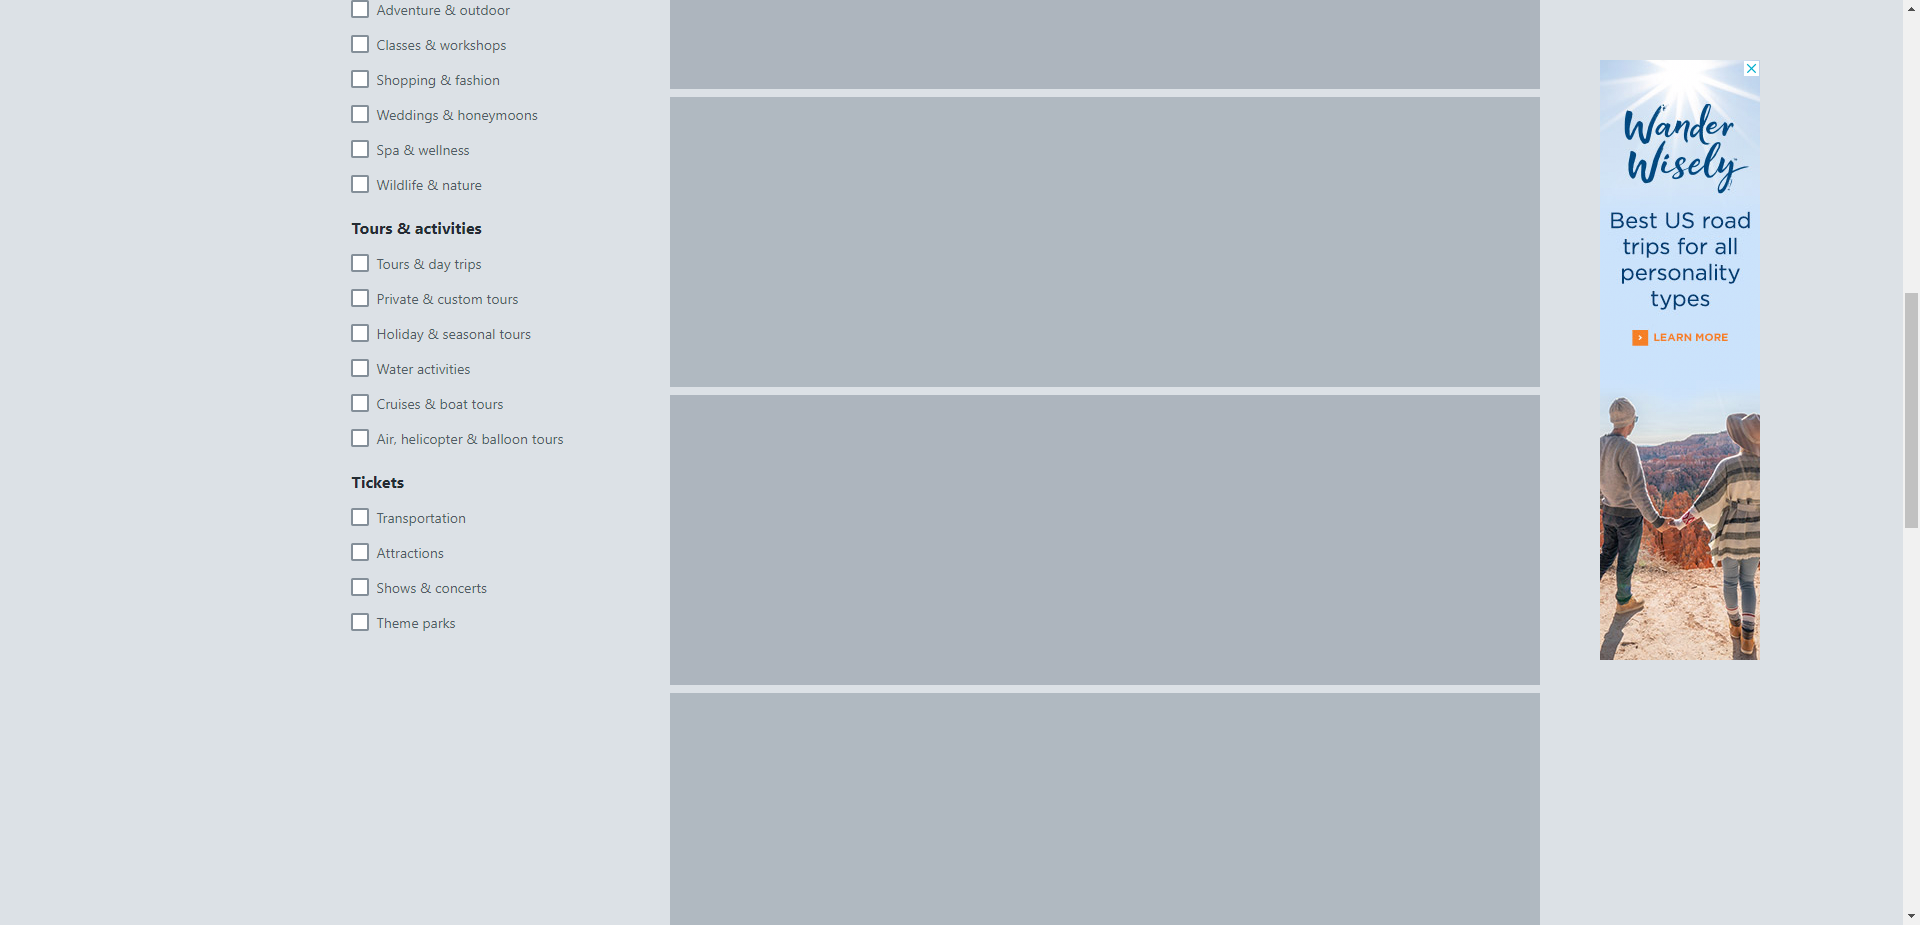 Adventure & outdoor
Classes & workshops
Shopping & fashion
Weddings & honeymoons
Spa & wellness
Wildlife & nature
Tours & activities
Tours & day trips
Private & custom tours
Holiday & seasonal tours
Water activities
Cruises & boat tours
Air, helicopter & balloon tours
Tickets
Transportation
Attractions
Shows & concerts
Theme parks
Wander
Wisely
Best US road
trips for all
personality
types
LEARN MORE